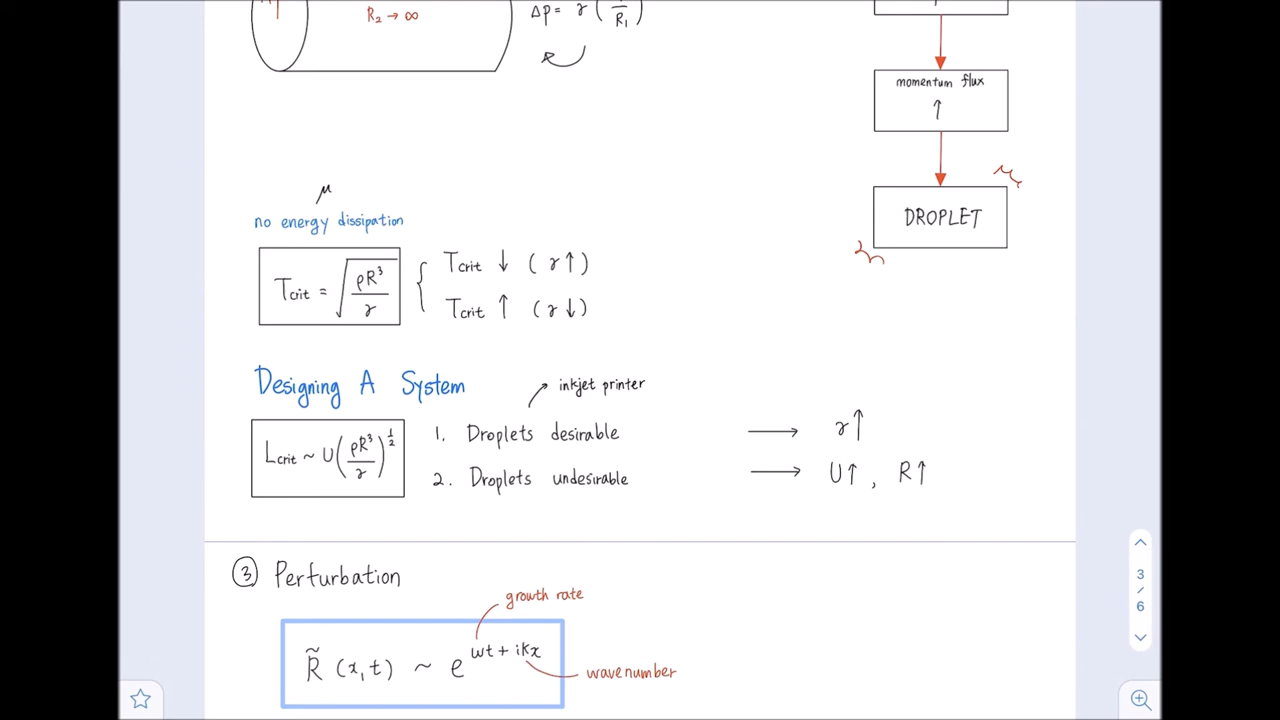 R₂ → ∞
Δp = γ ( 1/R₁ )
momentum flux
↑
DROPLET
μ
no energy dissipation
Tcrit = √(ρR³/γ) { Tcrit ↓ ( γ↑ )
Tcrit ↑ ( γ↓ )
Designing A System
inkjet printer
Lcrit ~ U(ρR³/γ)^½
1. Droplets desirable → γ↑
2. Droplets undesirable → U↑ , R↑
③ Perturbation
growth rate
R̃ (x,t) ~ e^(ωt + ikx)
wavenumber
3
/
6